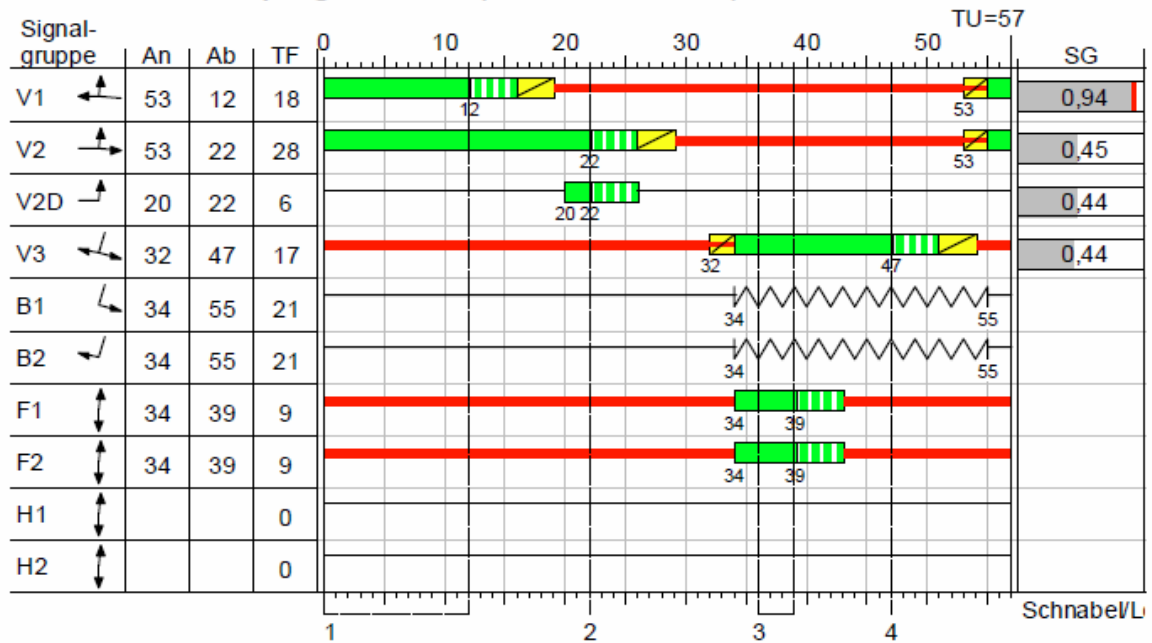 TU=57
Signal-
gruppe An Ab TF 0 10 20 30 40 50 SG
V1 53 12 18 12 53 0,94
V2 53 22 28 22 53 0,45
V2D 20 22 6 20 22 0,44
V3 32 47 17 32 47 0,44
B1 34 55 21 34 55
B2 34 55 21 34 55
F1 34 39 9 34 39
F2 34 39 9 34 39
H1 0
H2 0
Schnabel/L
1 2 3 4